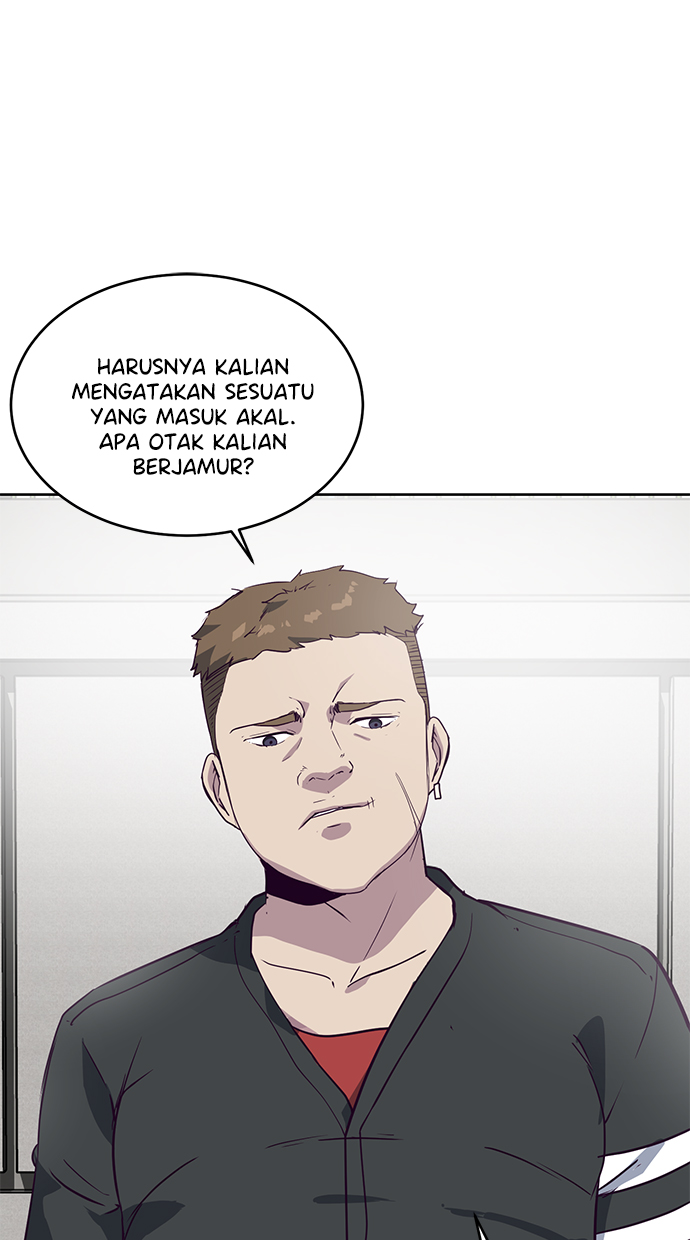 HARUSNYA KALIAN
MENGATAKAN SESUATU
YANG MASUK AKAL.
APA OTAK KALIAN
BERJAMUR?